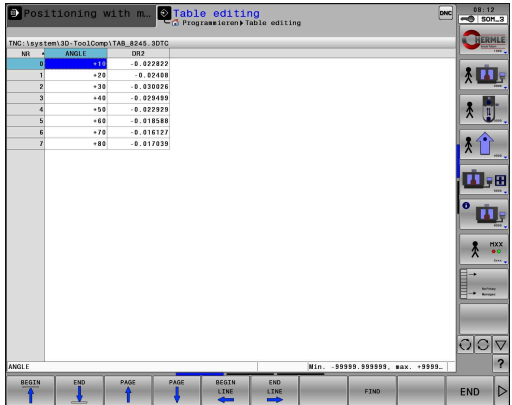 Positioning with m...
Table editing
Programmieren Table editing
DNC
08:12
SOM_3
TNC:\system\3D-ToolComp\TAB_8245.3DTC
HERMLE
NR ANGLE DR2
0 +10 -0.022822
1 +20 -0.02408
2 +30 -0.030026
3 +40 -0.029499
4 +50 -0.022929
5 +60 -0.018588
6 +70 -0.016127
7 +80 -0.017039
MXX
ANGLE
Min. -99999.999999, max. +9999…
?
BEGIN
END
PAGE
PAGE
BEGIN LINE
END LINE
FIND
END